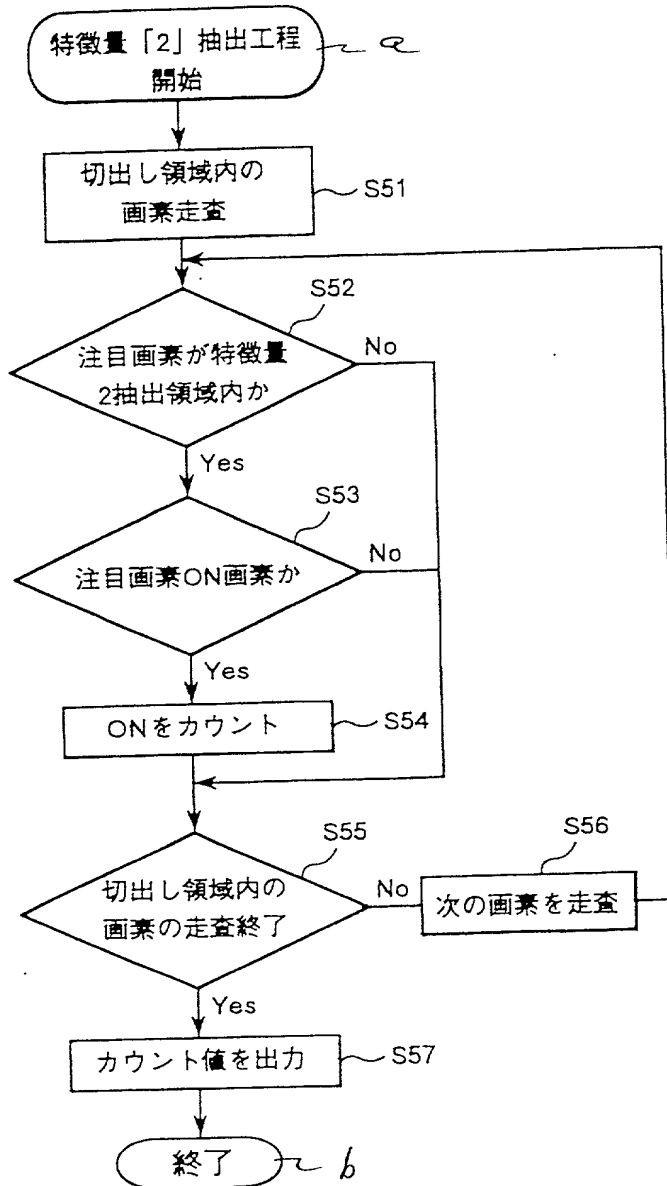 特徴量「2」抽出工程
開始
a
切出し領域内の
画素走査
S51
S52
注目画素が特徴量
2抽出領域内か
No
Yes
S53
注目画素ON画素か
No
Yes
ONをカウント
S54
S55
切出し領域内の
画素の走査終了
No
S56
次の画素を走査
Yes
カウント値を出力
S57
終了
b